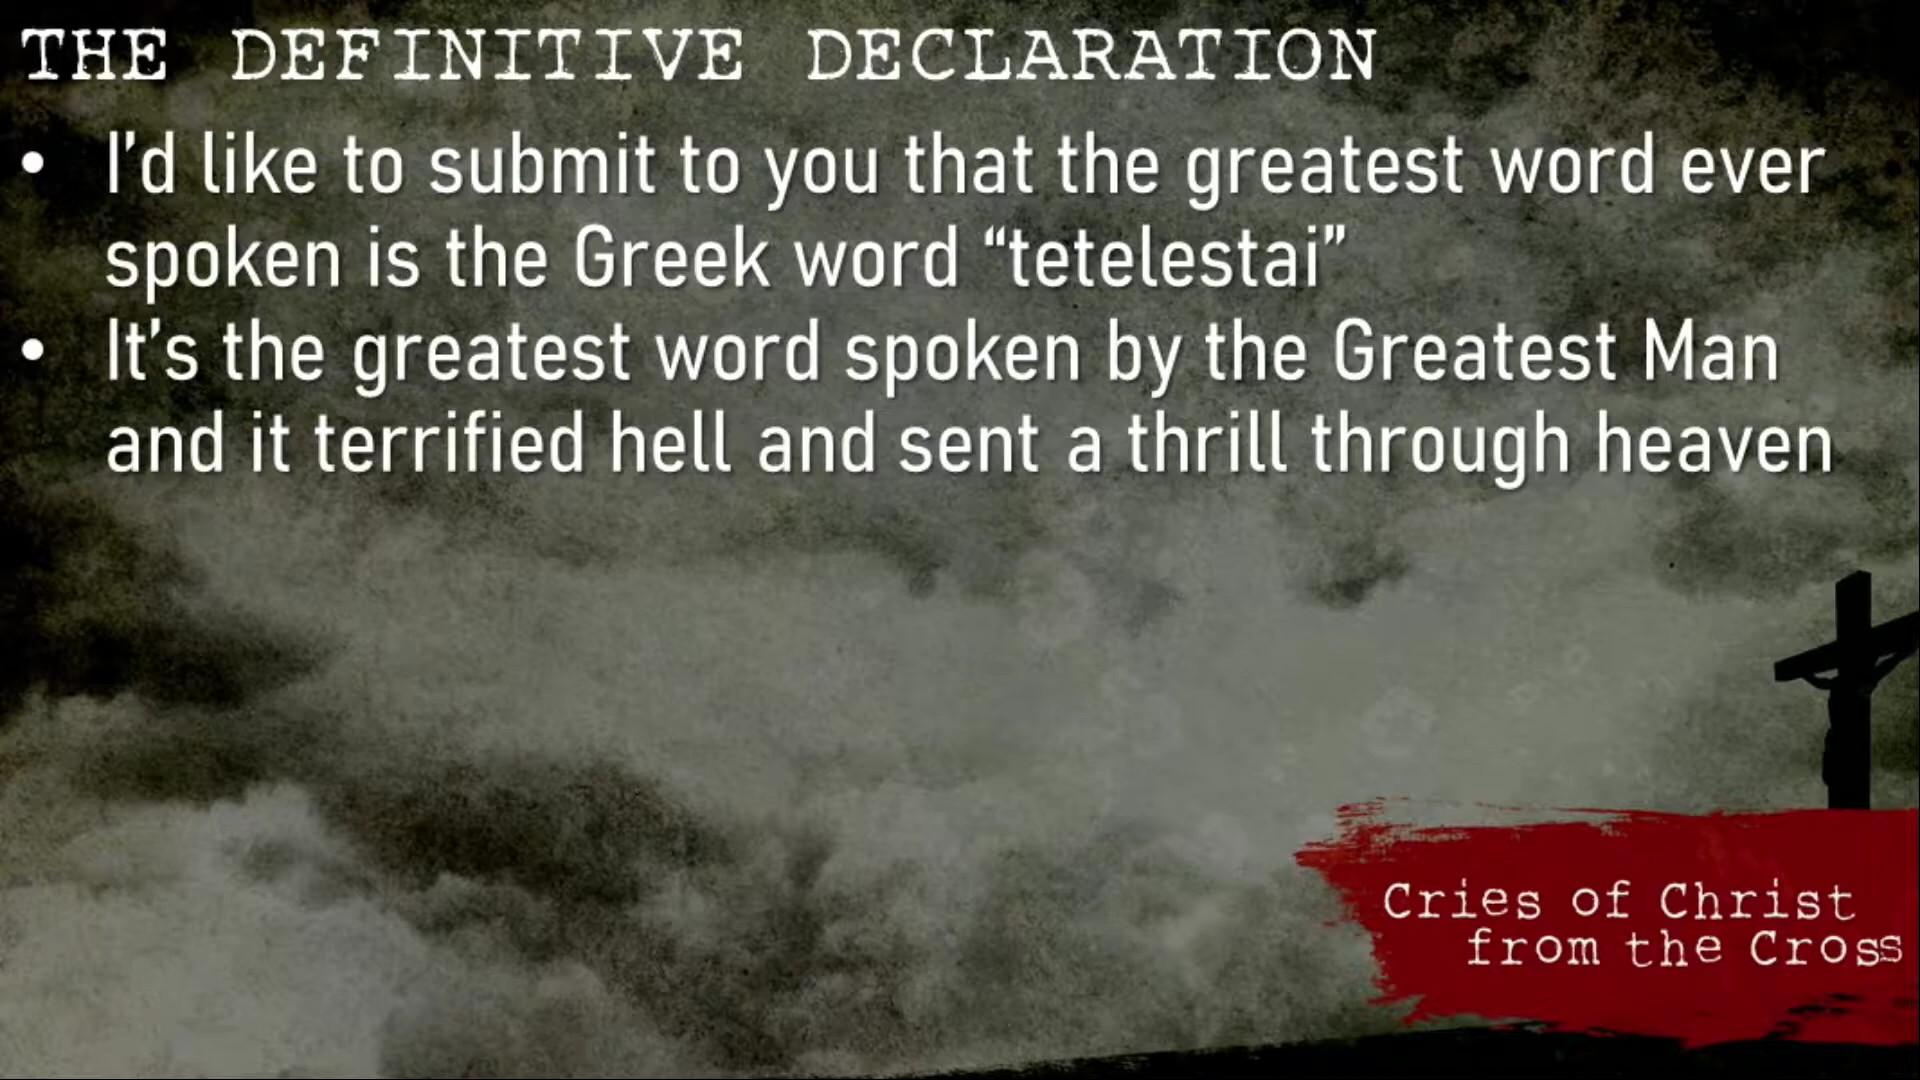 THE DEFINITIVE DECLARATION
• I’d like to submit to you that the greatest word ever
spoken is the Greek word “tetelestai”
• It’s the greatest word spoken by the Greatest Man
and it terrified hell and sent a thrill through heaven
Cries of Christ
from the Cross